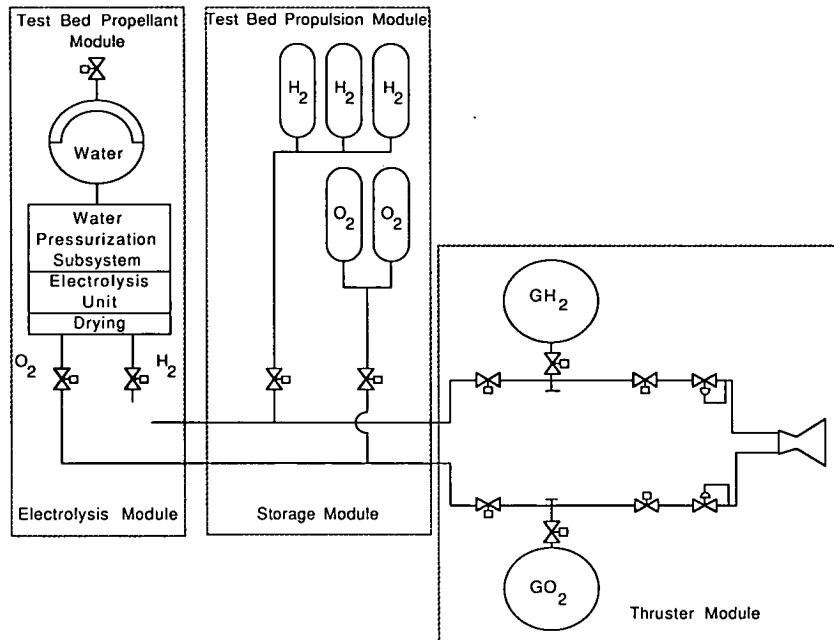 Test Bed Propellant
Module
Water
Water
Pressurization
Subsystem
Electrolysis
Unit
Drying
O2
H2
Electrolysis Module
Test Bed Propulsion Module
H2 H2 H2
O2 O2
Storage Module
GH2
GO2
Thruster Module